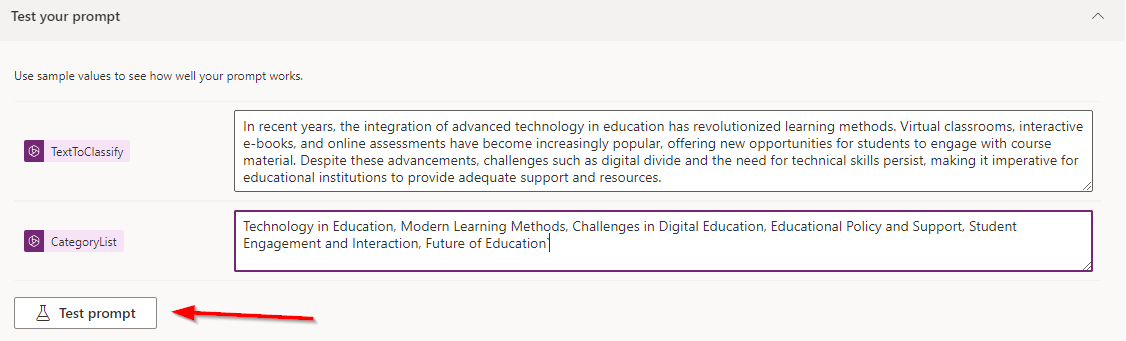 Test your prompt
Use sample values to see how well your prompt works.
TextToClassify
In recent years, the integration of advanced technology in education has revolutionized learning methods. Virtual classrooms, interactive
e-books, and online assessments have become increasingly popular, offering new opportunities for students to engage with course
material. Despite these advancements, challenges such as digital divide and the need for technical skills persist, making it imperative for
educational institutions to provide adequate support and resources.
CategoryList
Technology in Education, Modern Learning Methods, Challenges in Digital Education, Educational Policy and Support, Student
Engagement and Interaction, Future of Education`
Test prompt